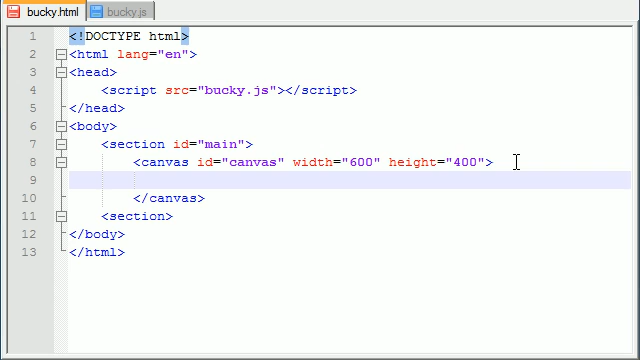 bucky.html bucky.js
1 <!DOCTYPE html>
2 <html lang="en">
3 <head>
4 <script src="bucky.js"></script>
5 </head>
6 <body>
7 <section id="main">
8 <canvas id="canvas" width="600" height="400">
9
10 </canvas>
11 <section>
12 </body>
13 </html>